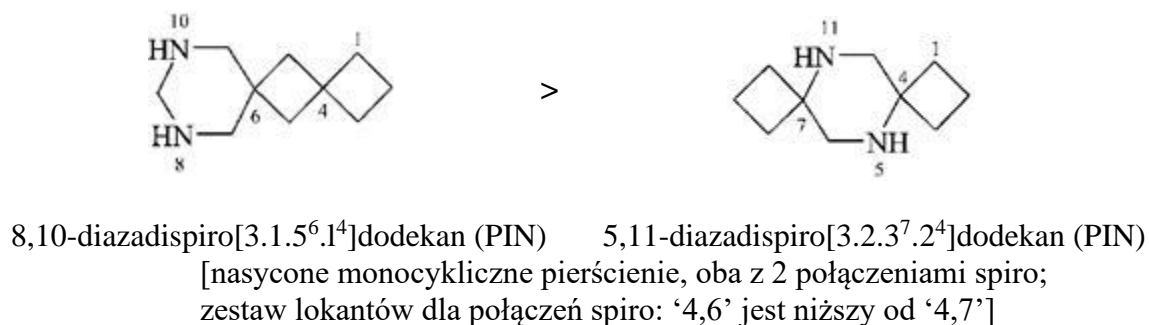 10
HN
1
6
4
HN
8
>
11
HN
1
4
7
NH
5
8,10-diazadispiro[3.1.5⁶.l⁴]dodekan (PIN) 5,11-diazadispiro[3.2.3⁷.2⁴]dodekan (PIN)
[nasycone monocykliczne pierścienie, oba z 2 połączeniami spiro;
zestaw lokantów dla połączeń spiro: ‘4,6’ jest niższy od ‘4,7’]